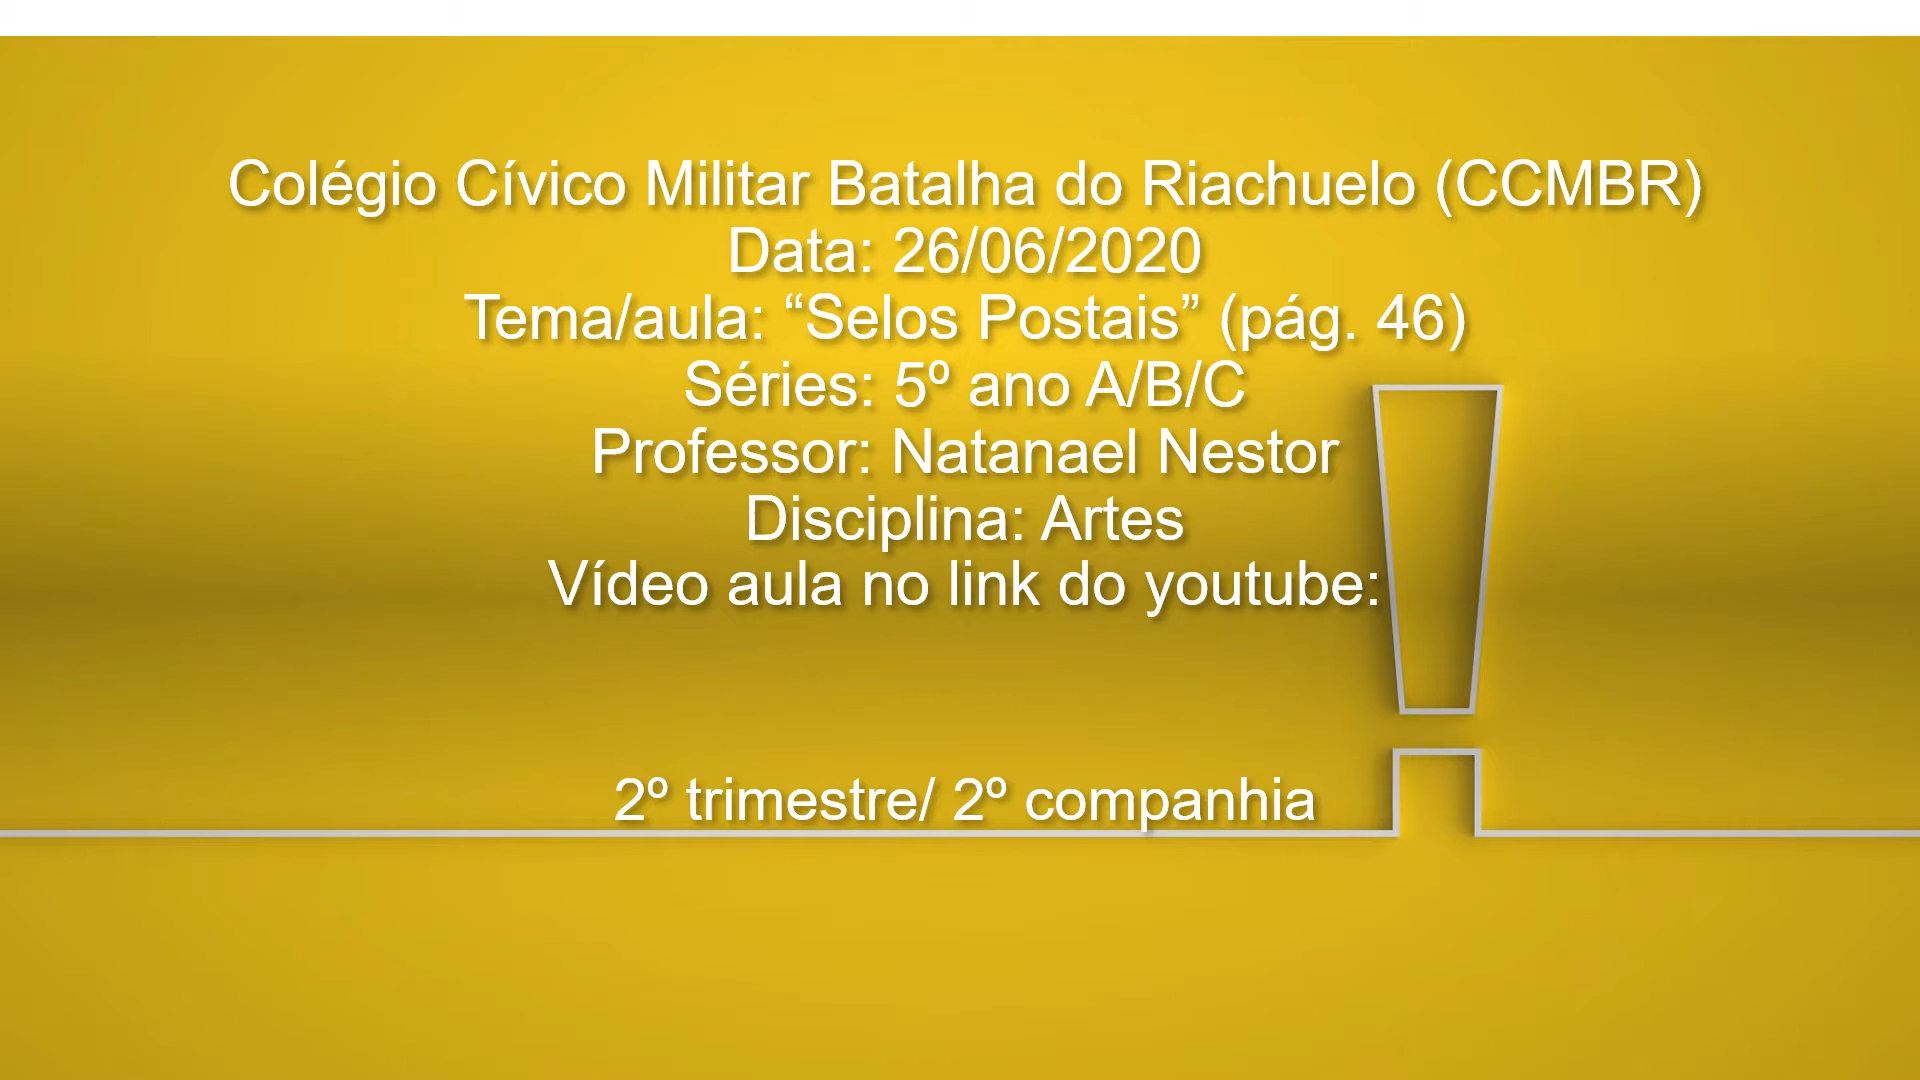 Colégio Cívico Militar Batalha do Riachuelo (CCMBR)
Data: 26/06/2020
Tema/aula: “Selos Postais” (pág. 46)
Séries: 5º ano A/B/C
Professor: Natanael Nestor
Disciplina: Artes
Vídeo aula no link do youtube:
2º trimestre/ 2º companhia